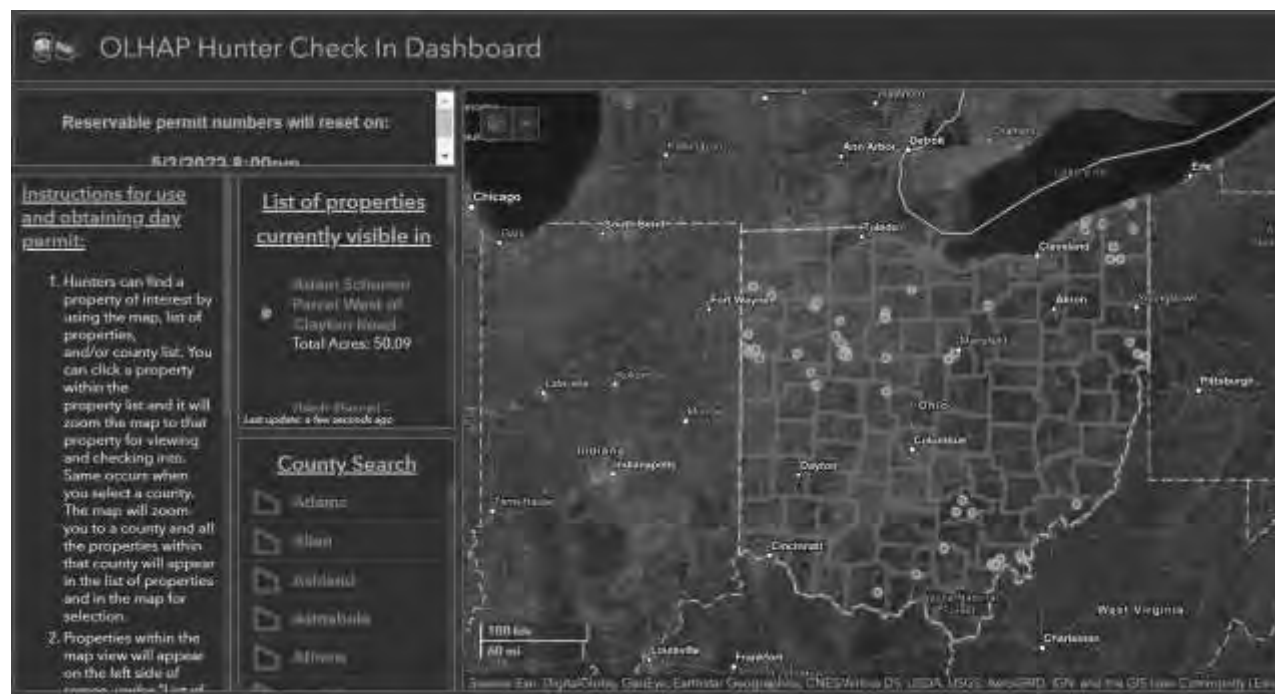 OLHAP Hunter Check In Dashboard
Reservable permit numbers will reset on:
Instructions for use
and obtaining day
permit:
1. Hunters can find a
property of interest by
using the map, list of
properties,
and/or county list. You
can click a property
within the
property list and it will
zoom the map to that
property for viewing
and checking into.
Same occurs when
you select a county.
The map will zoom
you to a county and all
the properties within
that county will appear
in the list of properties
and in the map for
selection.
2. Properties within the
map view will appear
on the left side of
List of properties
currently visible in
Parcel West of
Clayton Road
Total Acres: 50.09
Last update: a few seconds ago
County Search
Adams
Allen
Ashland
Ashtabula
Athens
Chicago
South Bend
Fort Wayne
Lafayette
Kokomo
Muncie
Indiana
Indianapolis
Terre Haute
Louisville
Frankfort
Cincinnati
Dayton
Columbus
Ohio
Mansfield
Akron
Youngstown
Cleveland
Toledo
Detroit
Ann Arbor
Lake Erie
Erie
Pittsburgh
West Virginia
Charleston
Wayne National
Forest
100 km
60 mi